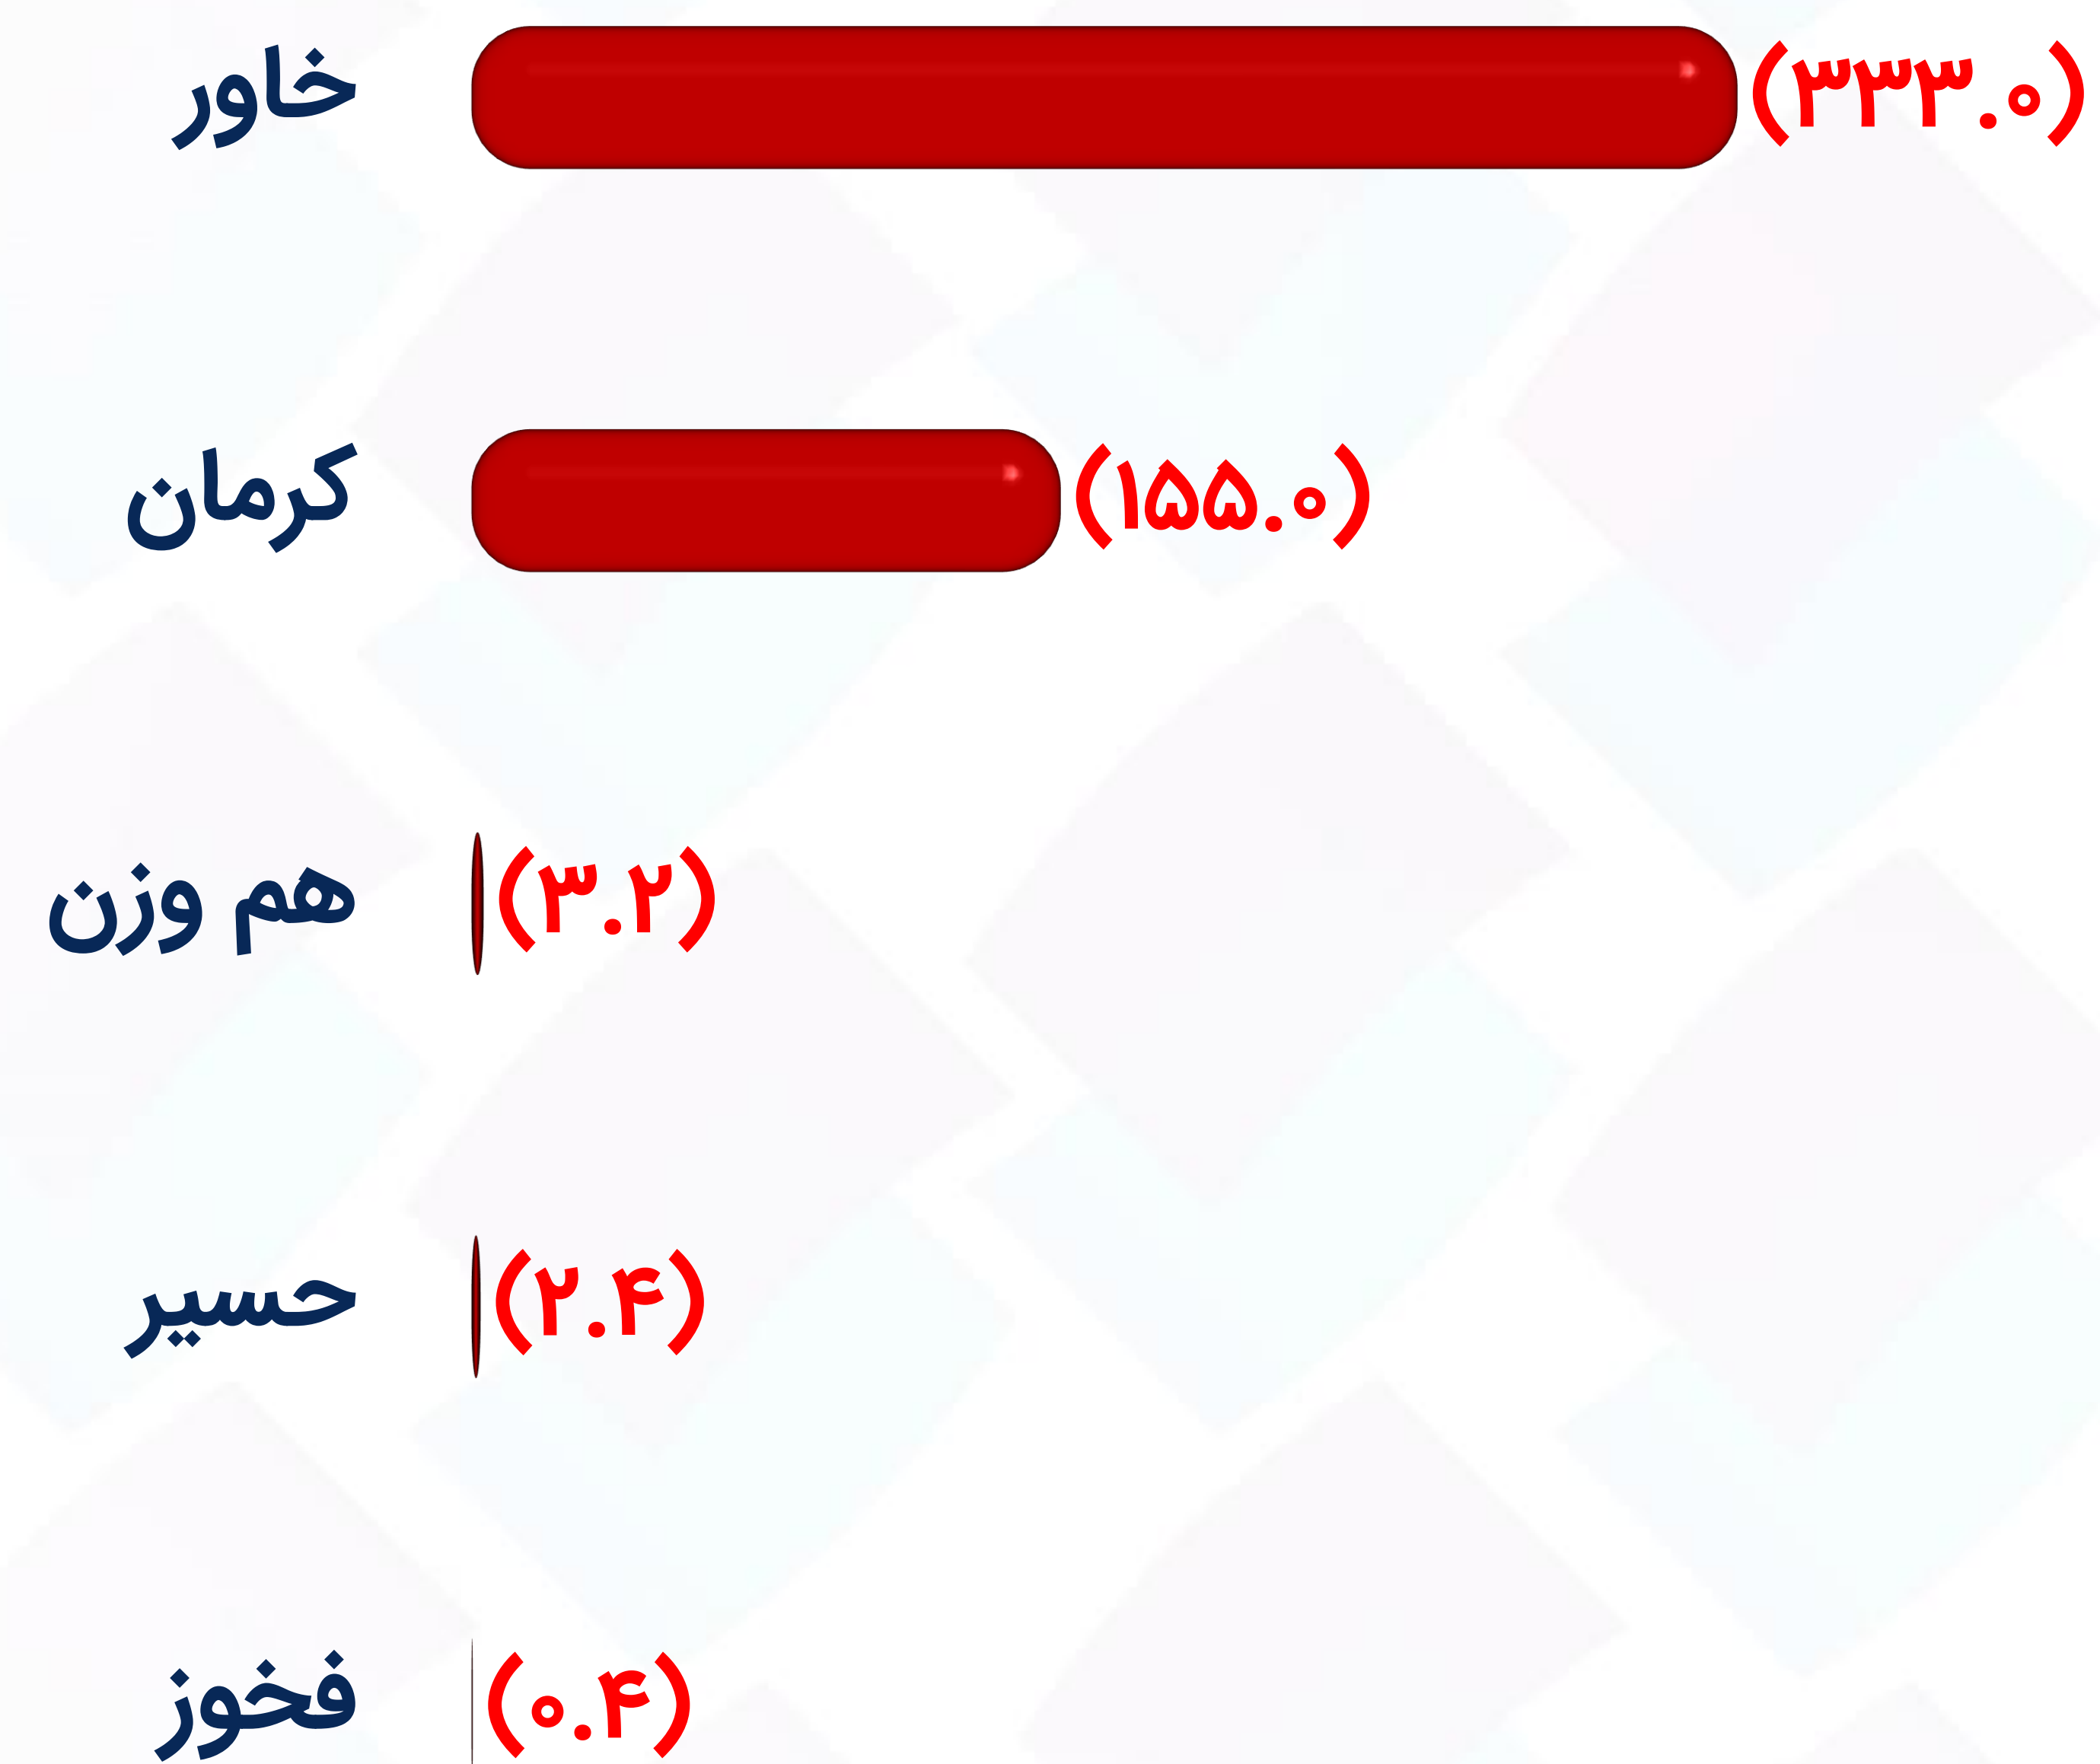 خاور (۳۳۳.۰)
کرمان (۱۵۵.۰)
هم وزن (۳.۲)
حسیر (۲.۴)
فخوز (۰.۴)